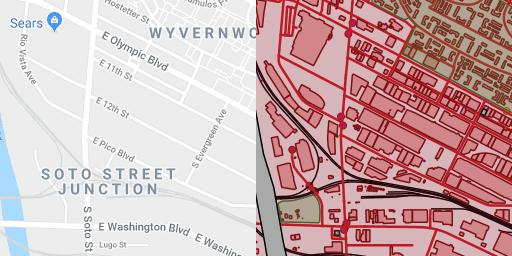 Hostetter St
Sears
WYVERNWO
E Olympic Blvd
Rio Vista Ave
E 11th St
E 12th St
S Evergreen Ave
E Pico Blvd
SOTO STREET
JUNCTION
S Soto St
E Washington Blvd
E Washin
Lugo St